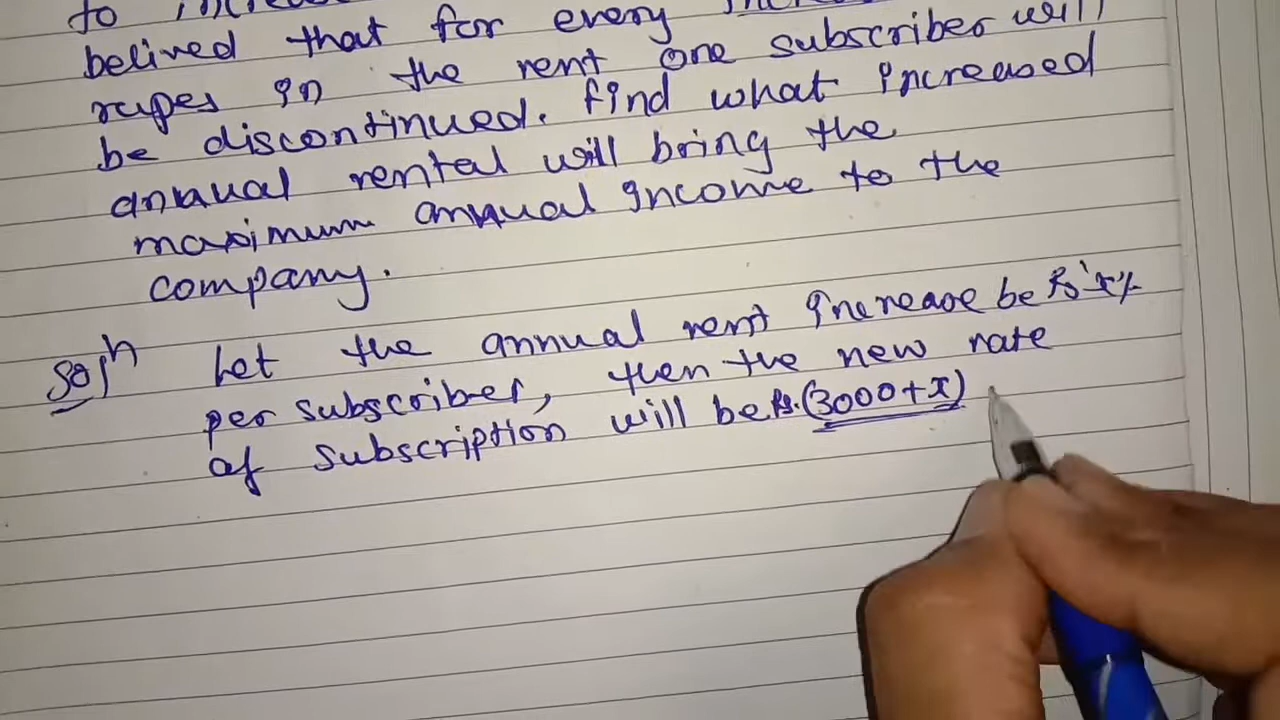 to
belived that for every
rupes in the rent one subscriber will
be discontinued. find what increased
annual rental will bring the
maximum annual income to the
company.
Solⁿ Let the annual rent increase be Rs 'x'/-
per subscriber, then the new rate
of subscription will be Rs. (3000+x)